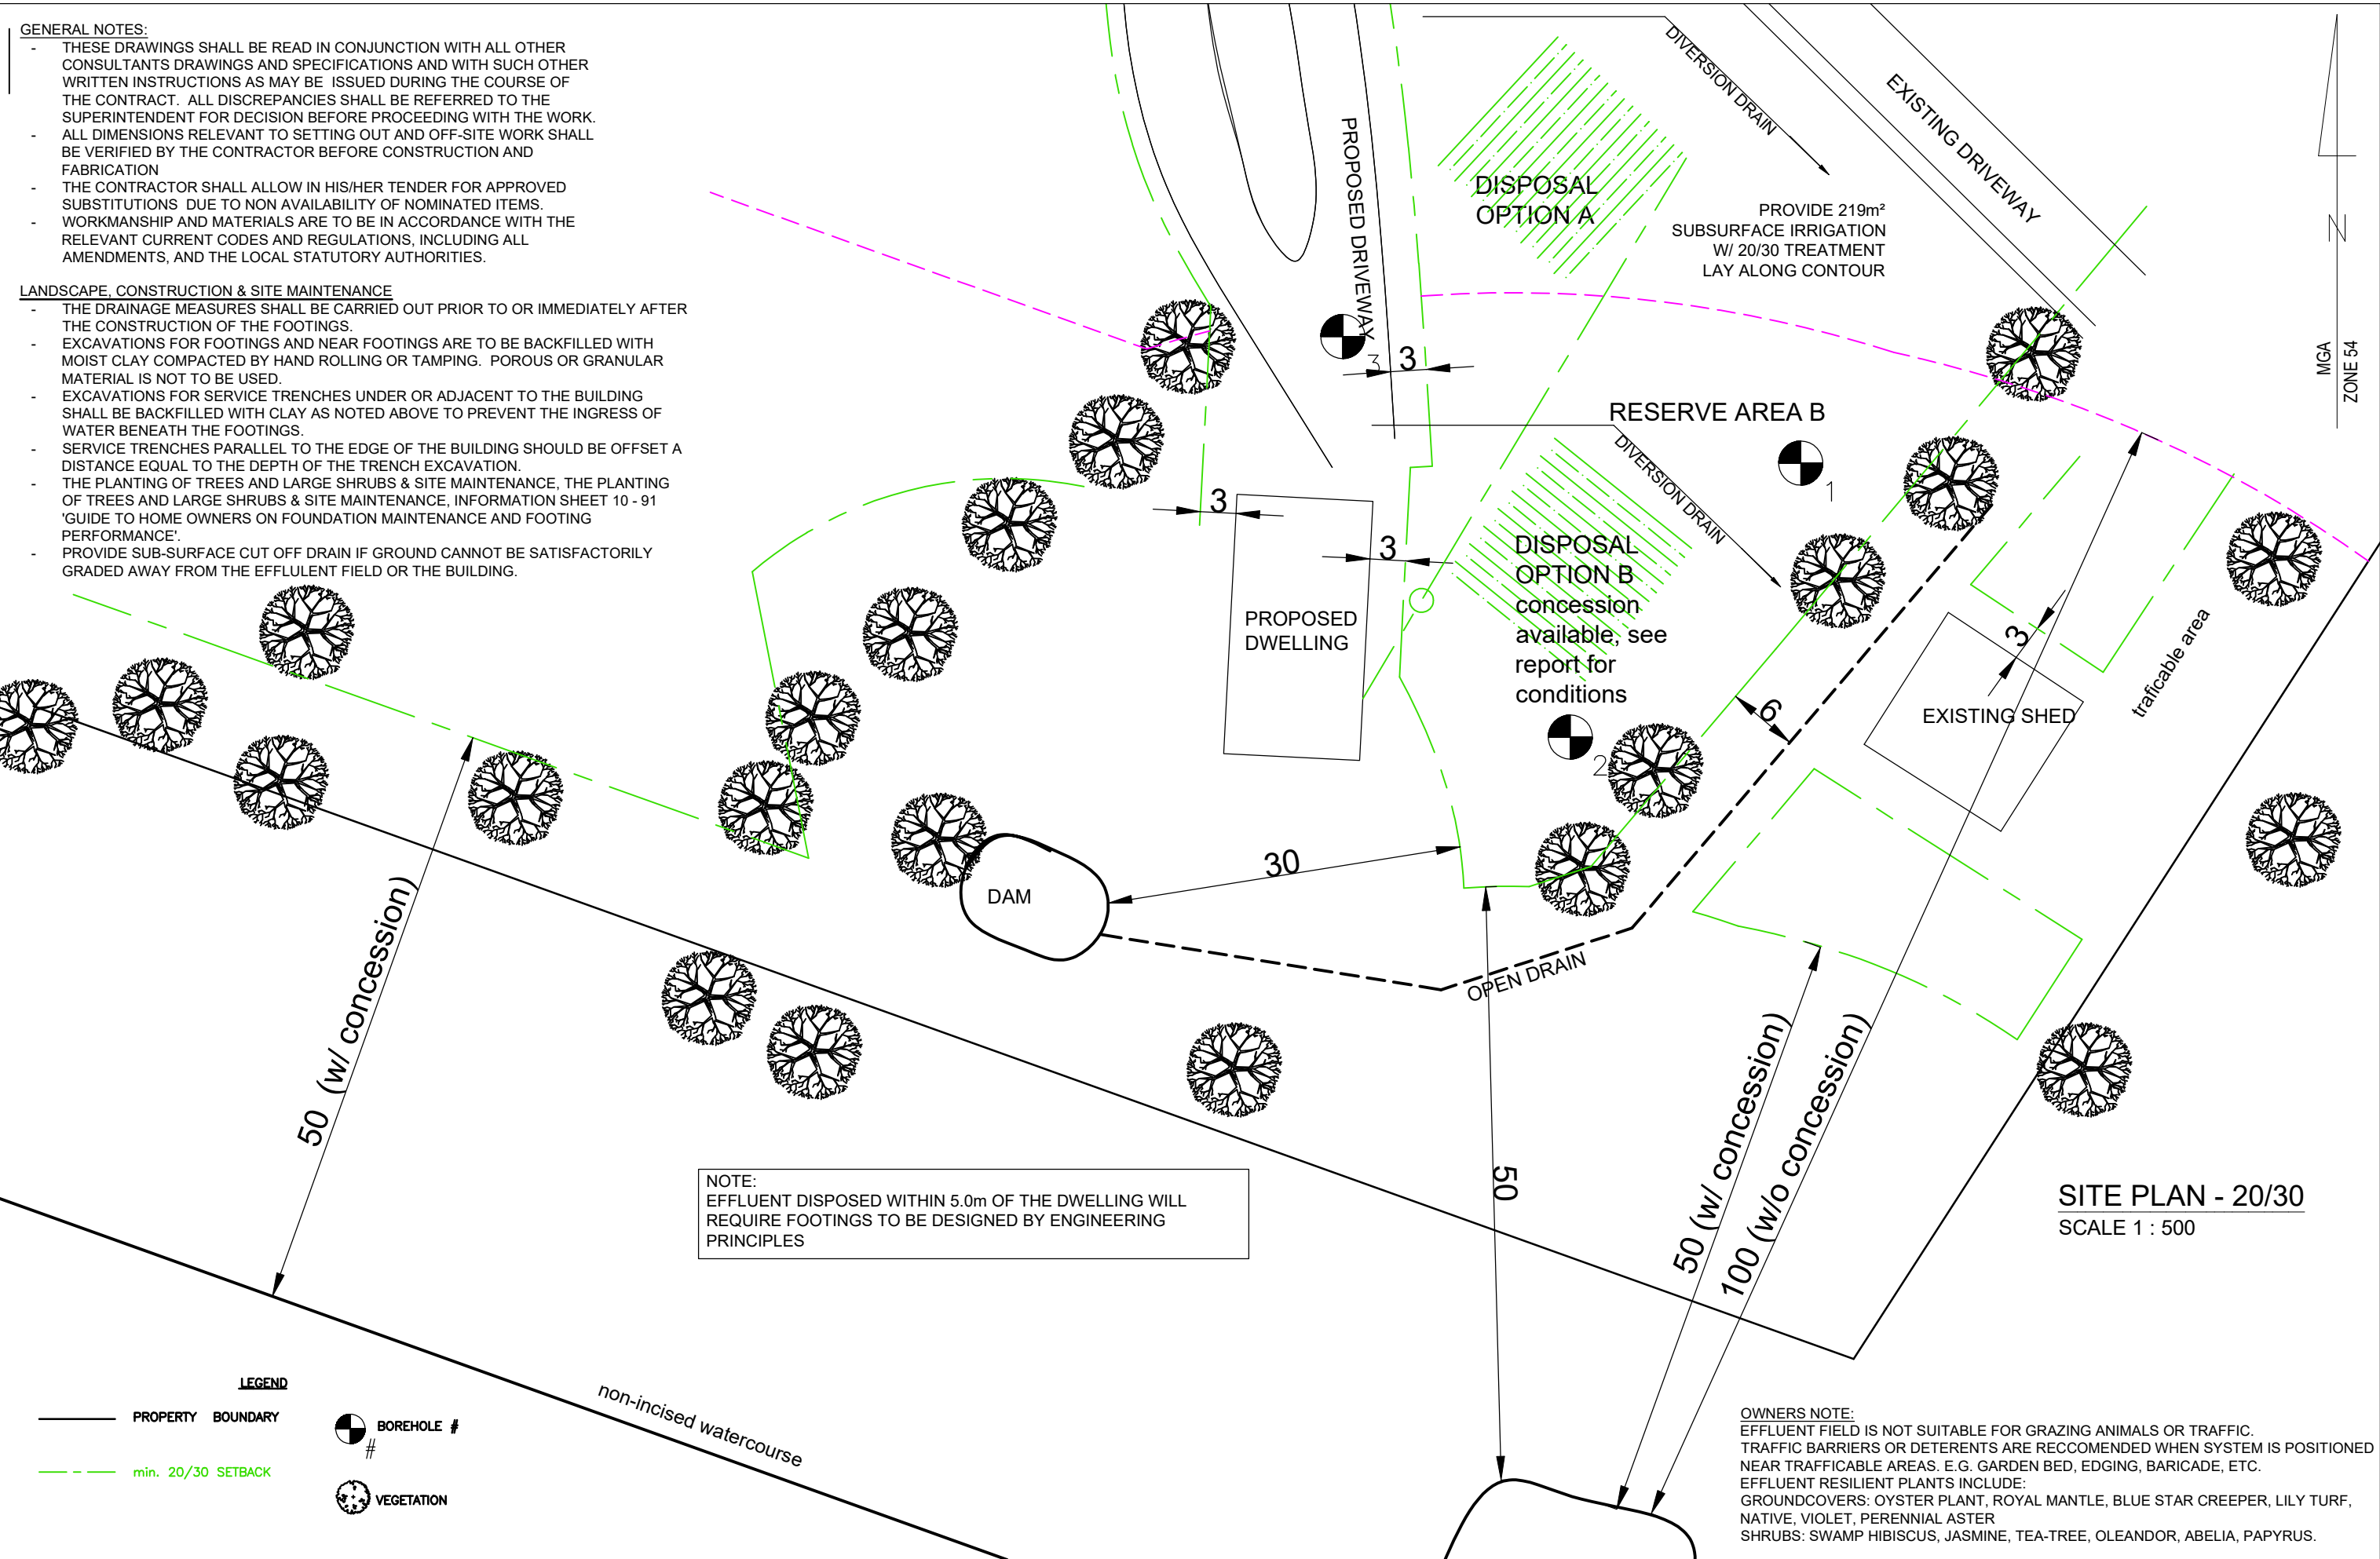 GENERAL NOTES:
- THESE DRAWINGS SHALL BE READ IN CONJUNCTION WITH ALL OTHER
CONSULTANTS DRAWINGS AND SPECIFICATIONS AND WITH SUCH OTHER
WRITTEN INSTRUCTIONS AS MAY BE ISSUED DURING THE COURSE OF
THE CONTRACT. ALL DISCREPANCIES SHALL BE REFERRED TO THE
SUPERINTENDENT FOR DECISION BEFORE PROCEEDING WITH THE WORK.
- ALL DIMENSIONS RELEVANT TO SETTING OUT AND OFF-SITE WORK SHALL
BE VERIFIED BY THE CONTRACTOR BEFORE CONSTRUCTION AND
FABRICATION
- THE CONTRACTOR SHALL ALLOW IN HIS/HER TENDER FOR APPROVED
SUBSTITUTIONS DUE TO NON AVAILABILITY OF NOMINATED ITEMS.
- WORKMANSHIP AND MATERIALS ARE TO BE IN ACCORDANCE WITH THE
RELEVANT CURRENT CODES AND REGULATIONS, INCLUDING ALL
AMENDMENTS, AND THE LOCAL STATUTORY AUTHORITIES.
LANDSCAPE, CONSTRUCTION & SITE MAINTENANCE
- THE DRAINAGE MEASURES SHALL BE CARRIED OUT PRIOR TO OR IMMEDIATELY AFTER
THE CONSTRUCTION OF THE FOOTINGS.
- EXCAVATIONS FOR FOOTINGS AND NEAR FOOTINGS ARE TO BE BACKFILLED WITH
MOIST CLAY COMPACTED BY HAND ROLLING OR TAMPING. POROUS OR GRANULAR
MATERIAL IS NOT TO BE USED.
- EXCAVATIONS FOR SERVICE TRENCHES UNDER OR ADJACENT TO THE BUILDING
SHALL BE BACKFILLED WITH CLAY AS NOTED ABOVE TO PREVENT THE INGRESS OF
WATER BENEATH THE FOOTINGS.
- SERVICE TRENCHES PARALLEL TO THE EDGE OF THE BUILDING SHOULD BE OFFSET A
DISTANCE EQUAL TO THE DEPTH OF THE TRENCH EXCAVATION.
- THE PLANTING OF TREES AND LARGE SHRUBS & SITE MAINTENANCE, THE PLANTING
OF TREES AND LARGE SHRUBS & SITE MAINTENANCE, INFORMATION SHEET 10 - 91
'GUIDE TO HOME OWNERS ON FOUNDATION MAINTENANCE AND FOOTING
PERFORMANCE'.
- PROVIDE SUB-SURFACE CUT OFF DRAIN IF GROUND CANNOT BE SATISFACTORILY
GRADED AWAY FROM THE EFFLULENT FIELD OR THE BUILDING.
DIVERSION DRAIN
EXISTING DRIVEWAY
PROPOSED DRIVEWAY
DISPOSAL
OPTION A
PROVIDE 219m²
SUBSURFACE IRRIGATION
W/ 20/30 TREATMENT
LAY ALONG CONTOUR
N
MGA
ZONE 54
3
3
RESERVE AREA B
1
DIVERSION DRAIN
3
3
DISPOSAL
OPTION B
concession
available, see
report for
conditions
PROPOSED
DWELLING
2
3
traficable area
EXISTING SHED
6
30
DAM
OPEN DRAIN
50 (w/ concession)
50
50 (w/ concession)
100 (w/o concession)
NOTE:
EFFLUENT DISPOSED WITHIN 5.0m OF THE DWELLING WILL
REQUIRE FOOTINGS TO BE DESIGNED BY ENGINEERING
PRINCIPLES
SITE PLAN - 20/30
SCALE 1 : 500
non-incised watercourse
LEGEND
PROPERTY BOUNDARY
BOREHOLE #
#
min. 20/30 SETBACK
VEGETATION
OWNERS NOTE:
EFFLUENT FIELD IS NOT SUITABLE FOR GRAZING ANIMALS OR TRAFFIC.
TRAFFIC BARRIERS OR DETERENTS ARE RECCOMENDED WHEN SYSTEM IS POSITIONED
NEAR TRAFFICABLE AREAS. E.G. GARDEN BED, EDGING, BARICADE, ETC.
EFFLUENT RESILIENT PLANTS INCLUDE:
GROUNDCOVERS: OYSTER PLANT, ROYAL MANTLE, BLUE STAR CREEPER, LILY TURF,
NATIVE, VIOLET, PERENNIAL ASTER
SHRUBS: SWAMP HIBISCUS, JASMINE, TEA-TREE, OLEANDOR, ABELIA, PAPYRUS.